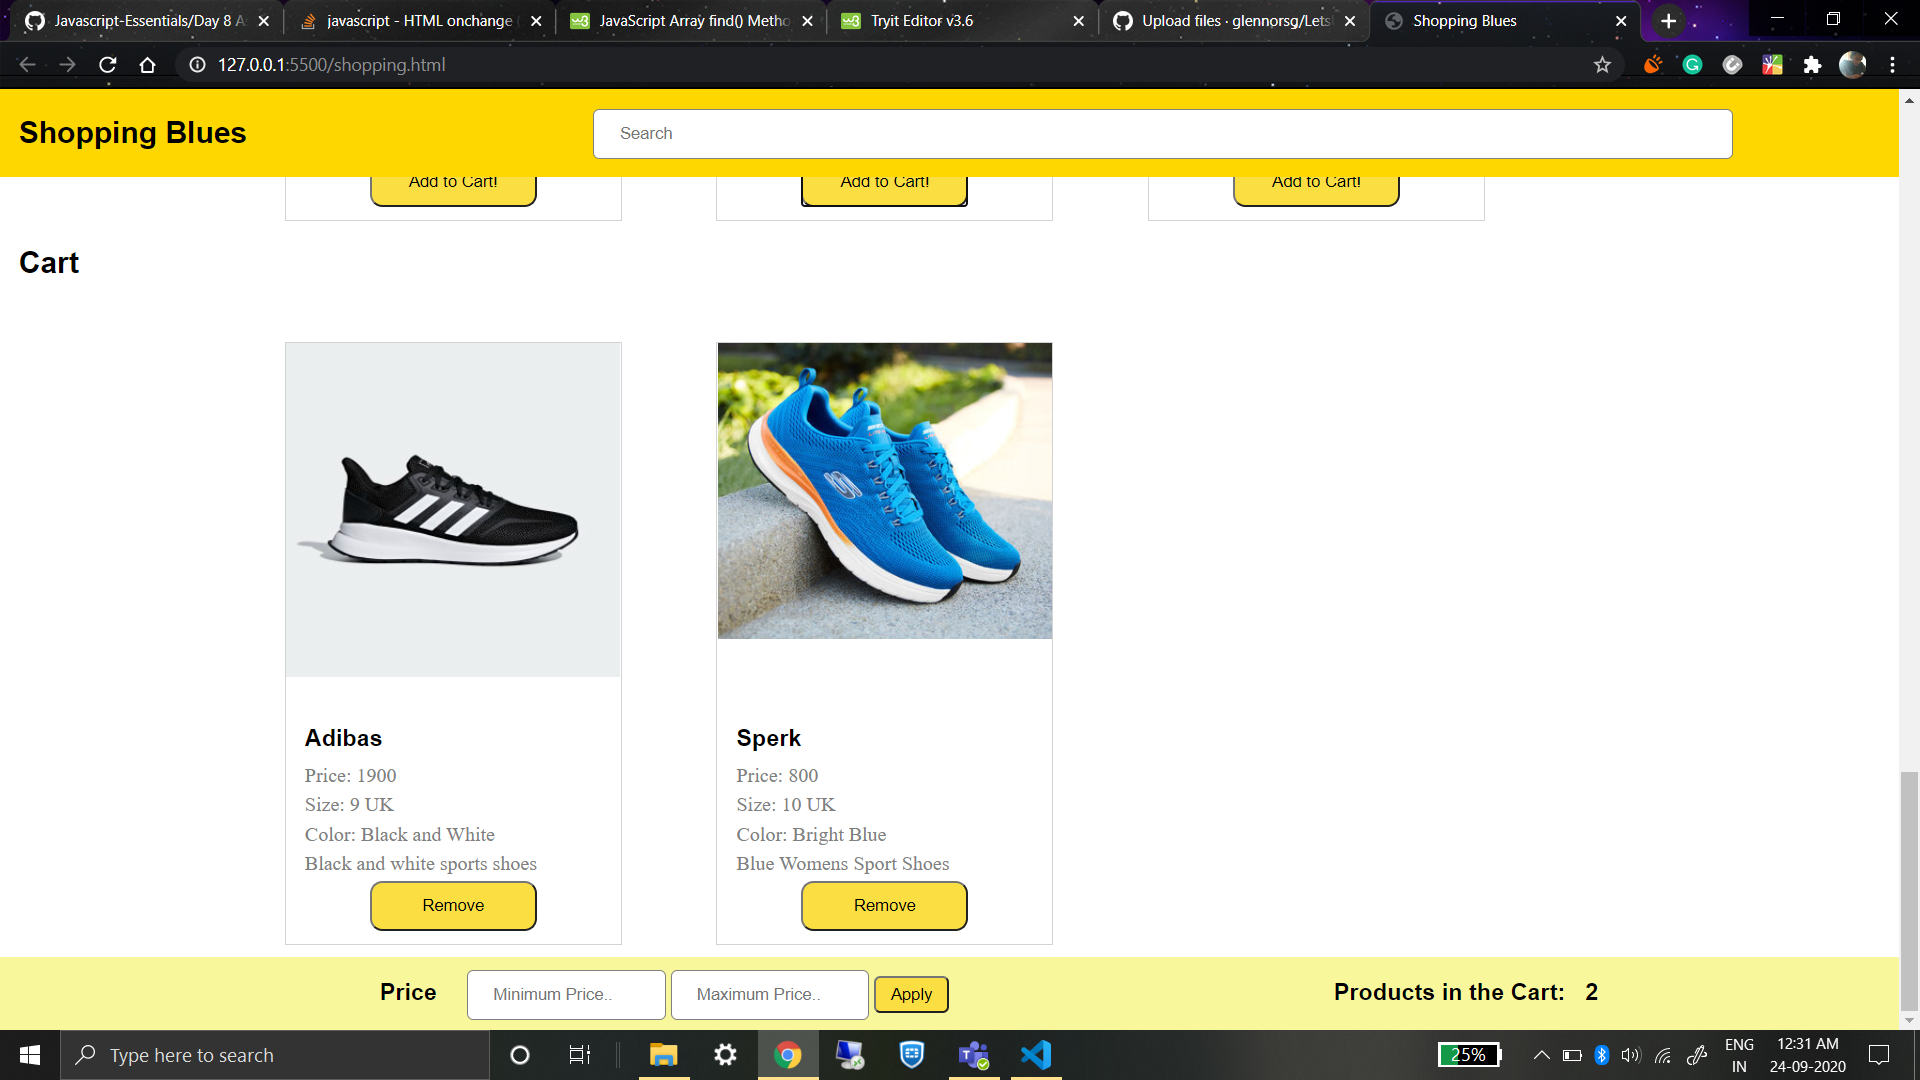 Javascript-Essentials/Day 8 A
javascript - HTML onchange
JavaScript Array find() Metho
Tryit Editor v3.6
Upload files · glennorsg/Lets
Shopping Blues
127.0.0.1:5500/shopping.html
Shopping Blues
Search
Add to Cart!
Add to Cart!
Add to Cart!
Cart
Adibas
Price: 1900
Size: 9 UK
Color: Black and White
Black and white sports shoes
Remove
Sperk
Price: 800
Size: 10 UK
Color: Bright Blue
Blue Womens Sport Shoes
Remove
Price
Minimum Price..
Maximum Price..
Apply
Products in the Cart: 2
Type here to search
25%
ENG
IN
12:31 AM
24-09-2020